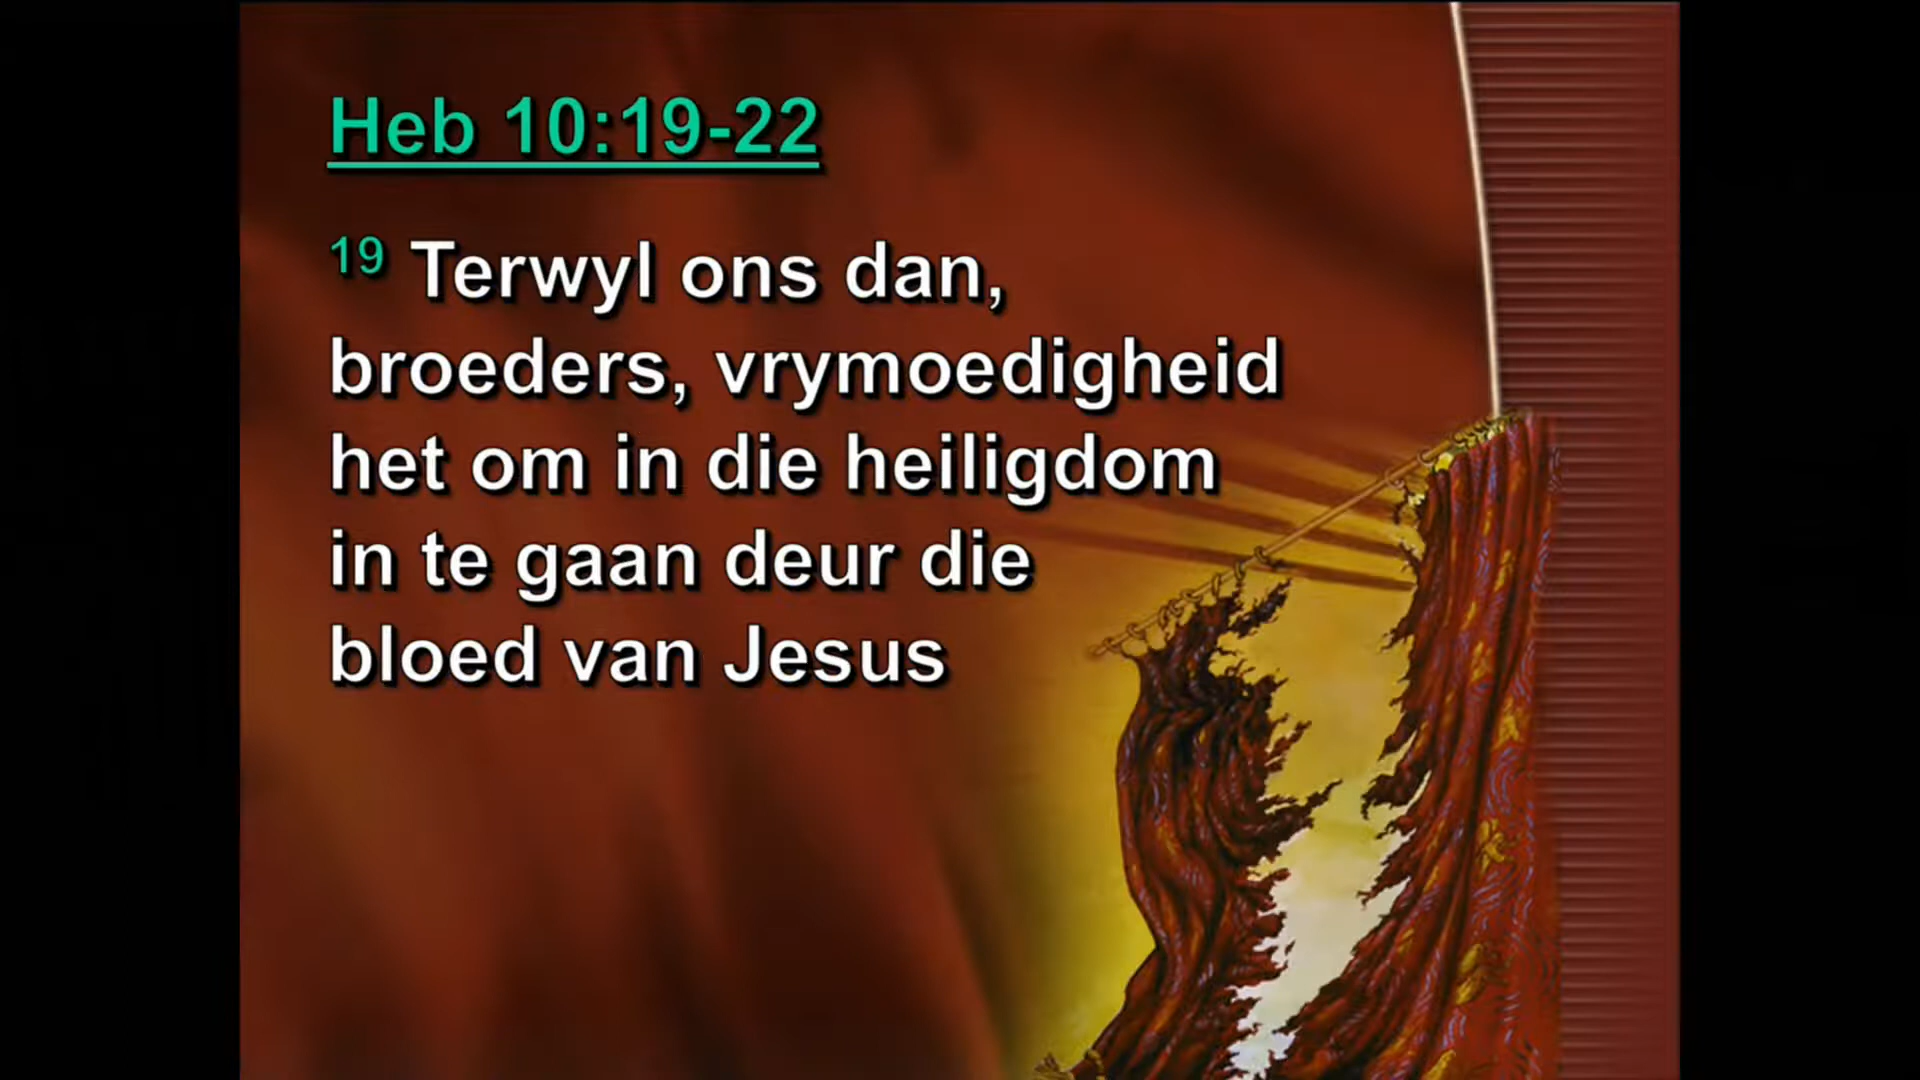 Heb 10:19-22
19 Terwyl ons dan,
broeders, vrymoedigheid
het om in die heiligdom
in te gaan deur die
bloed van Jesus